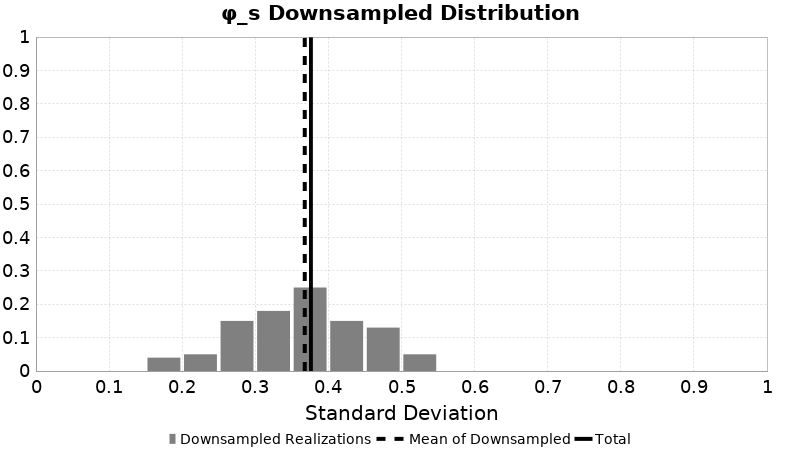 φ_s Downsampled Distribution
1
0.9
0.8
0.7
0.6
0.5
0.4
0.3
0.2
0.1
0
0 0.1 0.2 0.3 0.4 0.5 0.6 0.7 0.8 0.9 1
Standard Deviation
Downsampled Realizations Mean of Downsampled Total